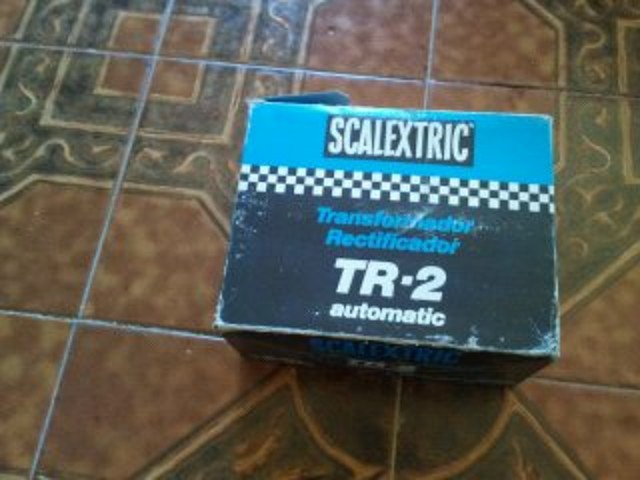 SCALEXTRIC
Transformador
Rectificador
TR-2
automatic
SCALEXTRIC